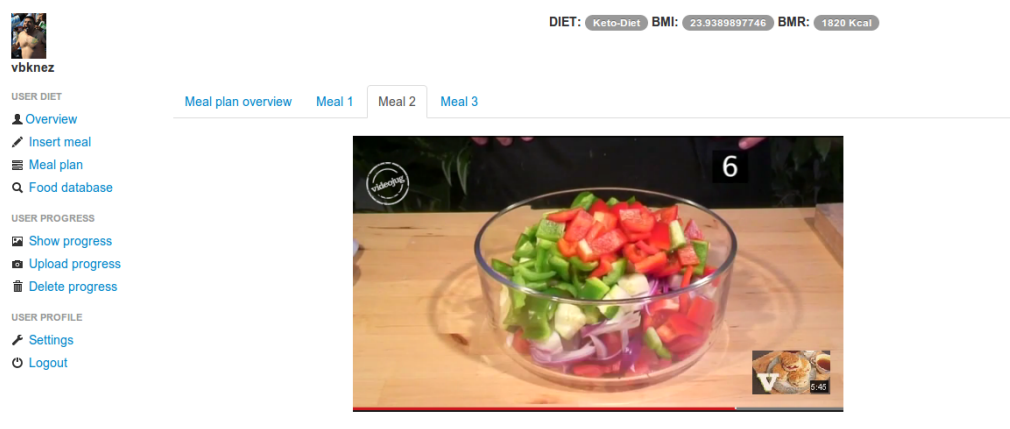 DIET: Keto-Diet BMI: 23.9389897746 BMR: 1820 Kcal
vbknez
USER DIET
Overview
Insert meal
Meal plan
Food database
USER PROGRESS
Show progress
Upload progress
Delete progress
USER PROFILE
Settings
Logout
Meal plan overview Meal 1 Meal 2 Meal 3
videojug
6
V
5:45